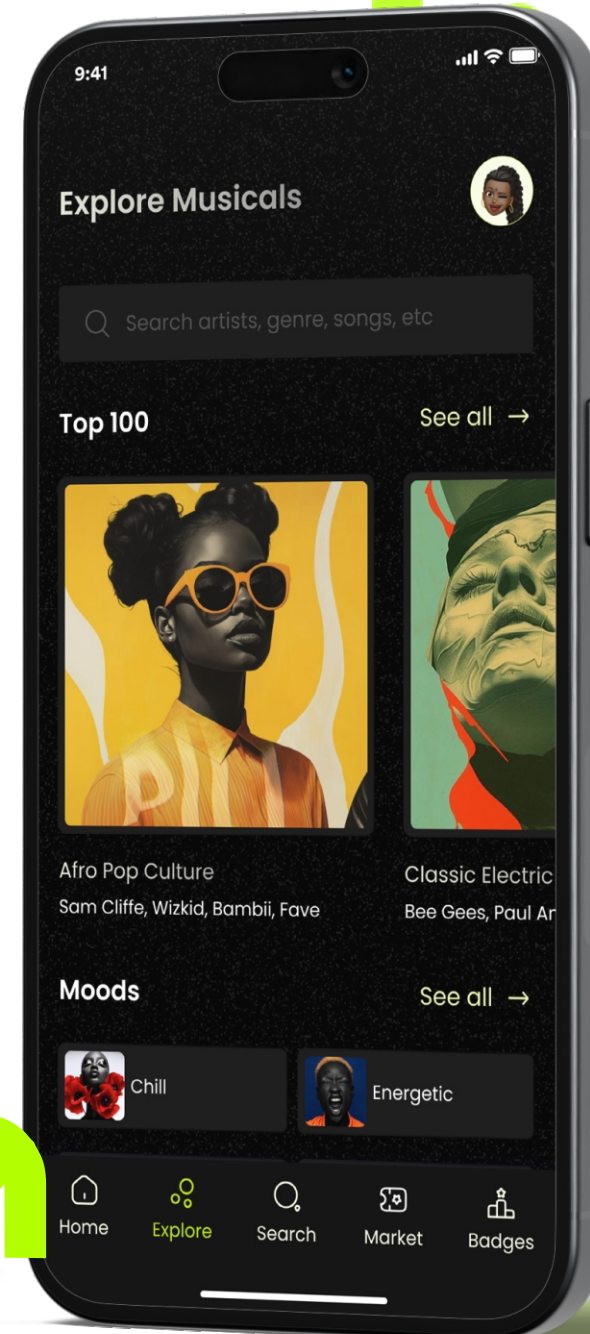 9:41
Explore Musicals
Search artists, genre, songs, etc
Top 100
See all →
Afro Pop Culture
Sam Cliffe, Wizkid, Bambii, Fave
Classic Electric
Bee Gees, Paul
Moods
See all →
Chill
Energetic
Home
Explore
Search
Market
Badges